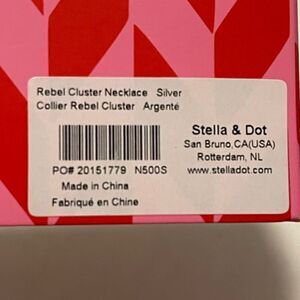 Rebel Cluster Necklace Silver
Collier Rebel Cluster Argenté
Stella & Dot
San Bruno,CA(USA)
Rotterdam, NL
www.stelladot.com
PO# 20151779 N500S
Made in China
Fabriqué en Chine